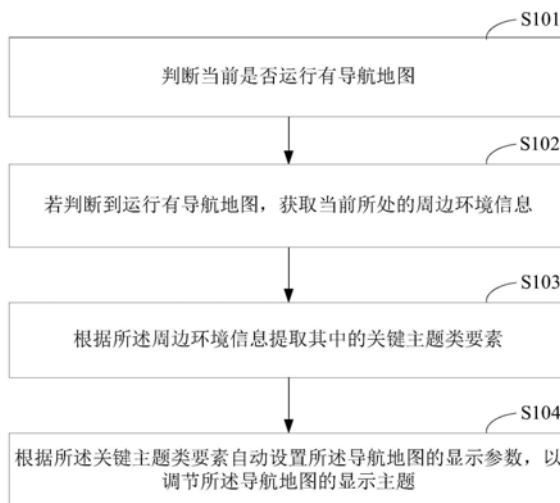 S101
判断当前是否运行有导航地图
S102
若判断到运行有导航地图，获取当前所处的周边环境信息
S103
根据所述周边环境信息提取其中的关键主题类要素
S104
根据所述关键主题类要素自动设置所述导航地图的显示参数，以
调节所述导航地图的显示主题